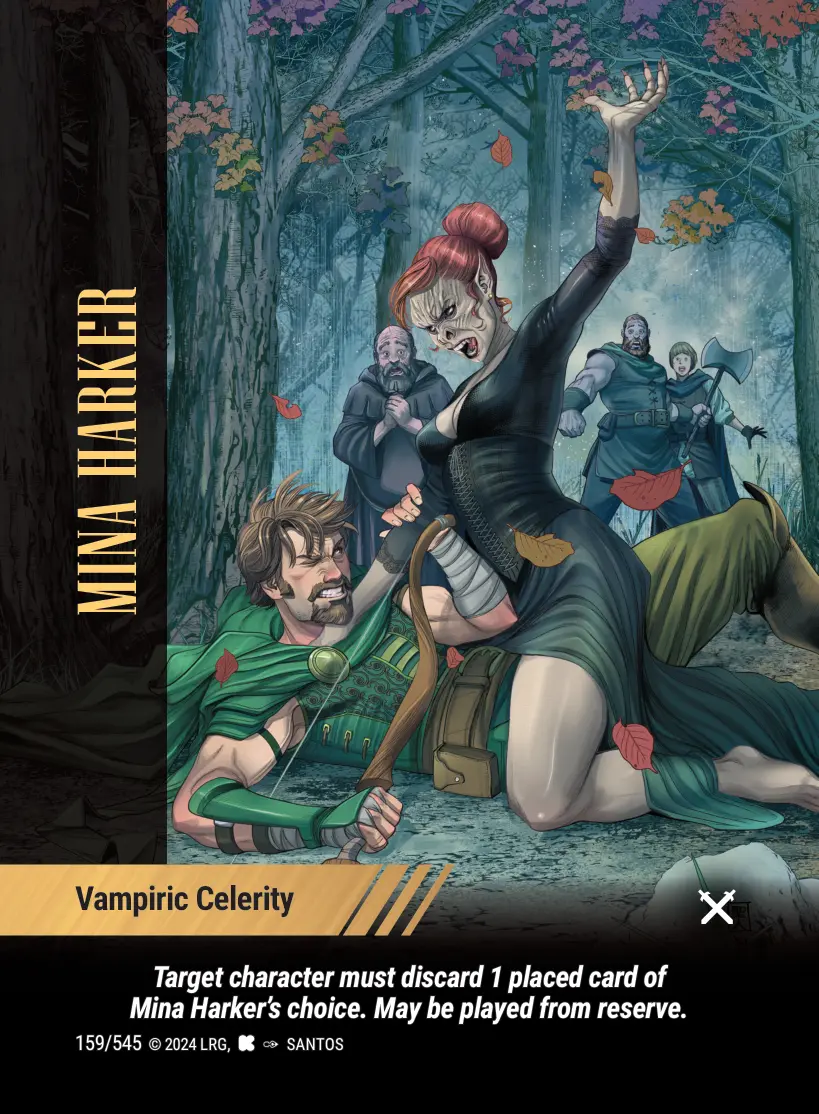 MINA HARKER
Vampiric Celerity
Target character must discard 1 placed card of
Mina Harker’s choice. May be played from reserve.
159/545 © 2024 LRG, SANTOS